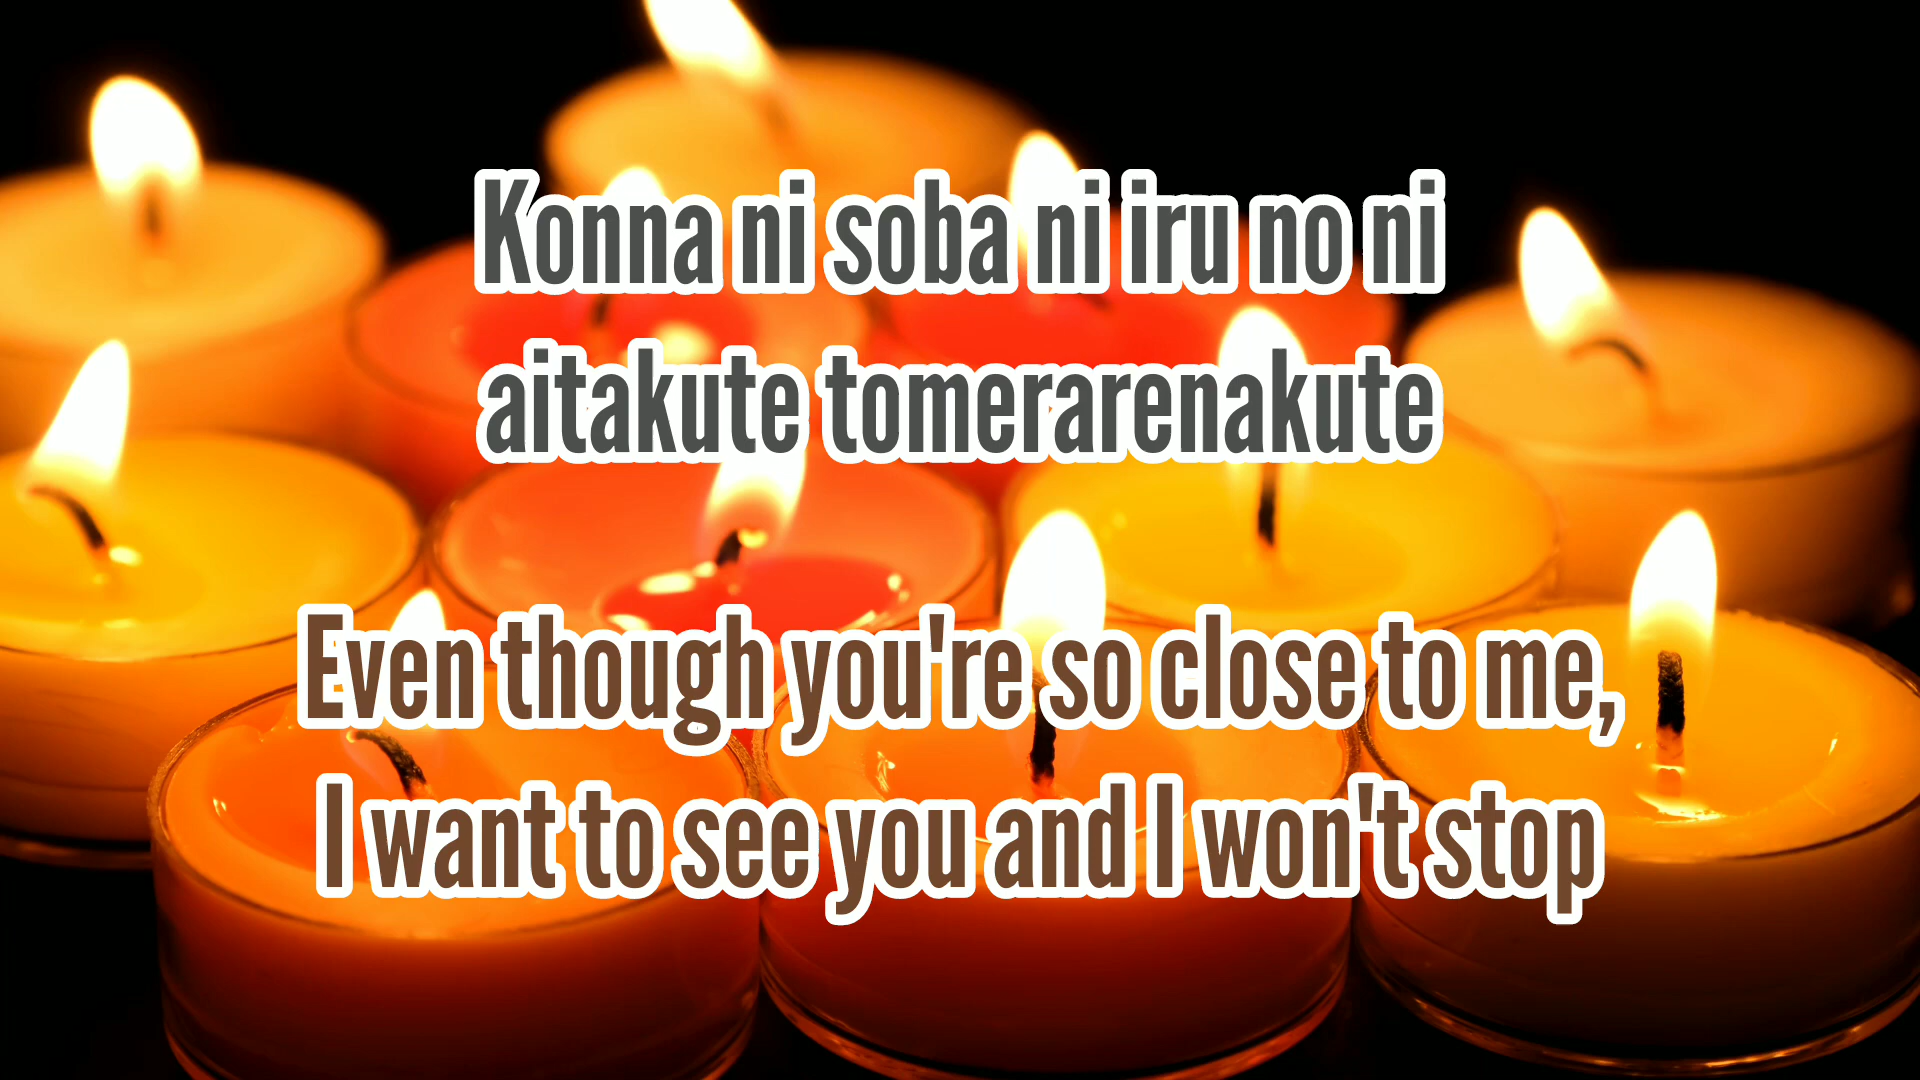 Konna ni soba ni iru no ni
aitakute tomerarenakute
Even though you're so close to me,
I want to see you and I won't stop